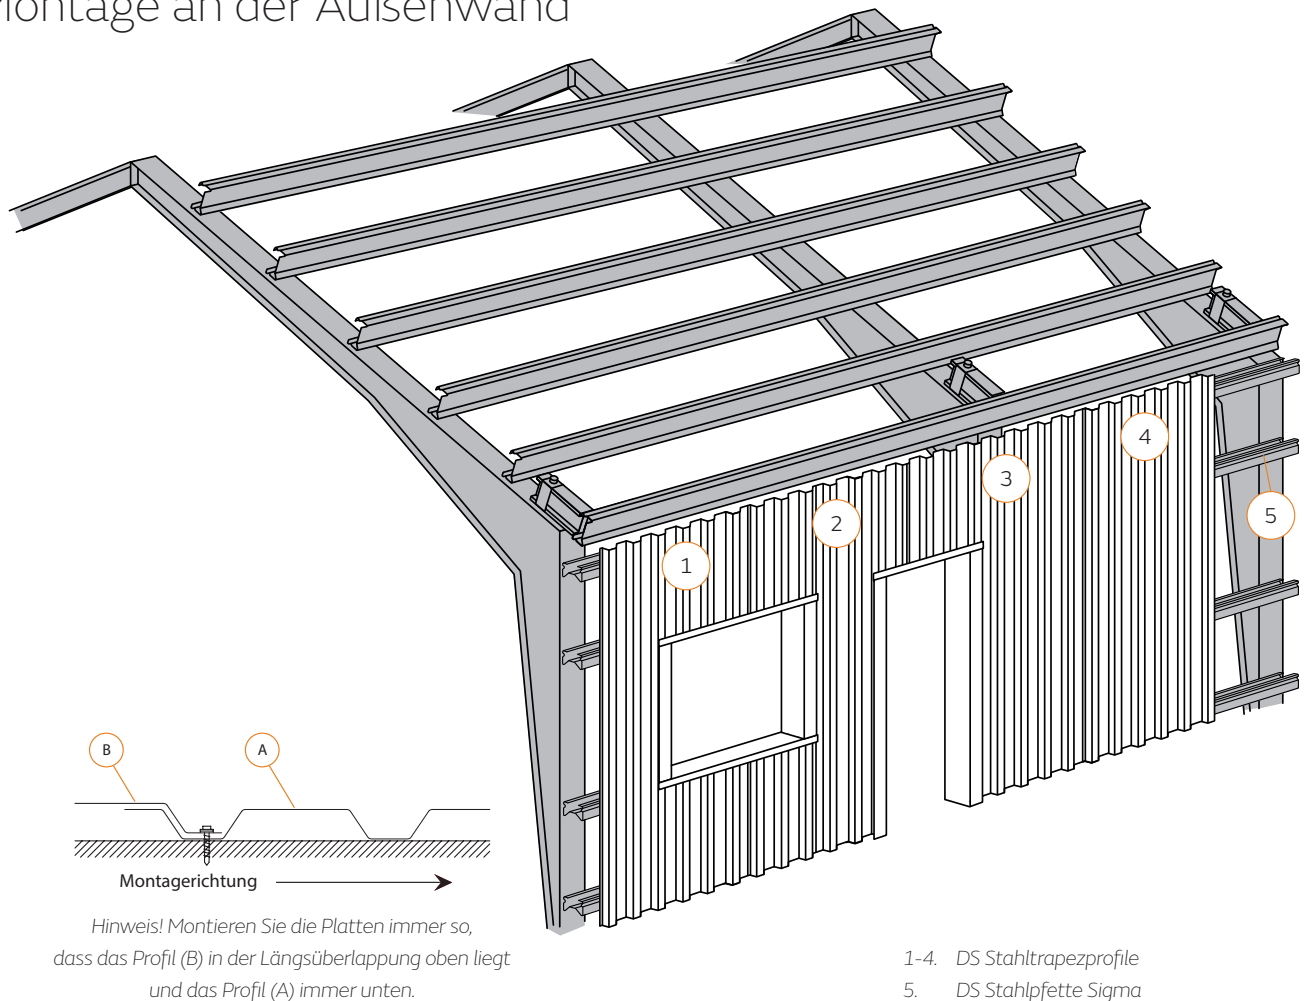 Montage an der Außenwand
1
2
3
4
5
B
A
Montagerichtung
Hinweis! Montieren Sie die Platten immer so,
dass das Profil (B) in der Längsüberlappung oben liegt
und das Profil (A) immer unten.
1-4. DS Stahltrapezprofile
5. DS Stahlpfette Sigma